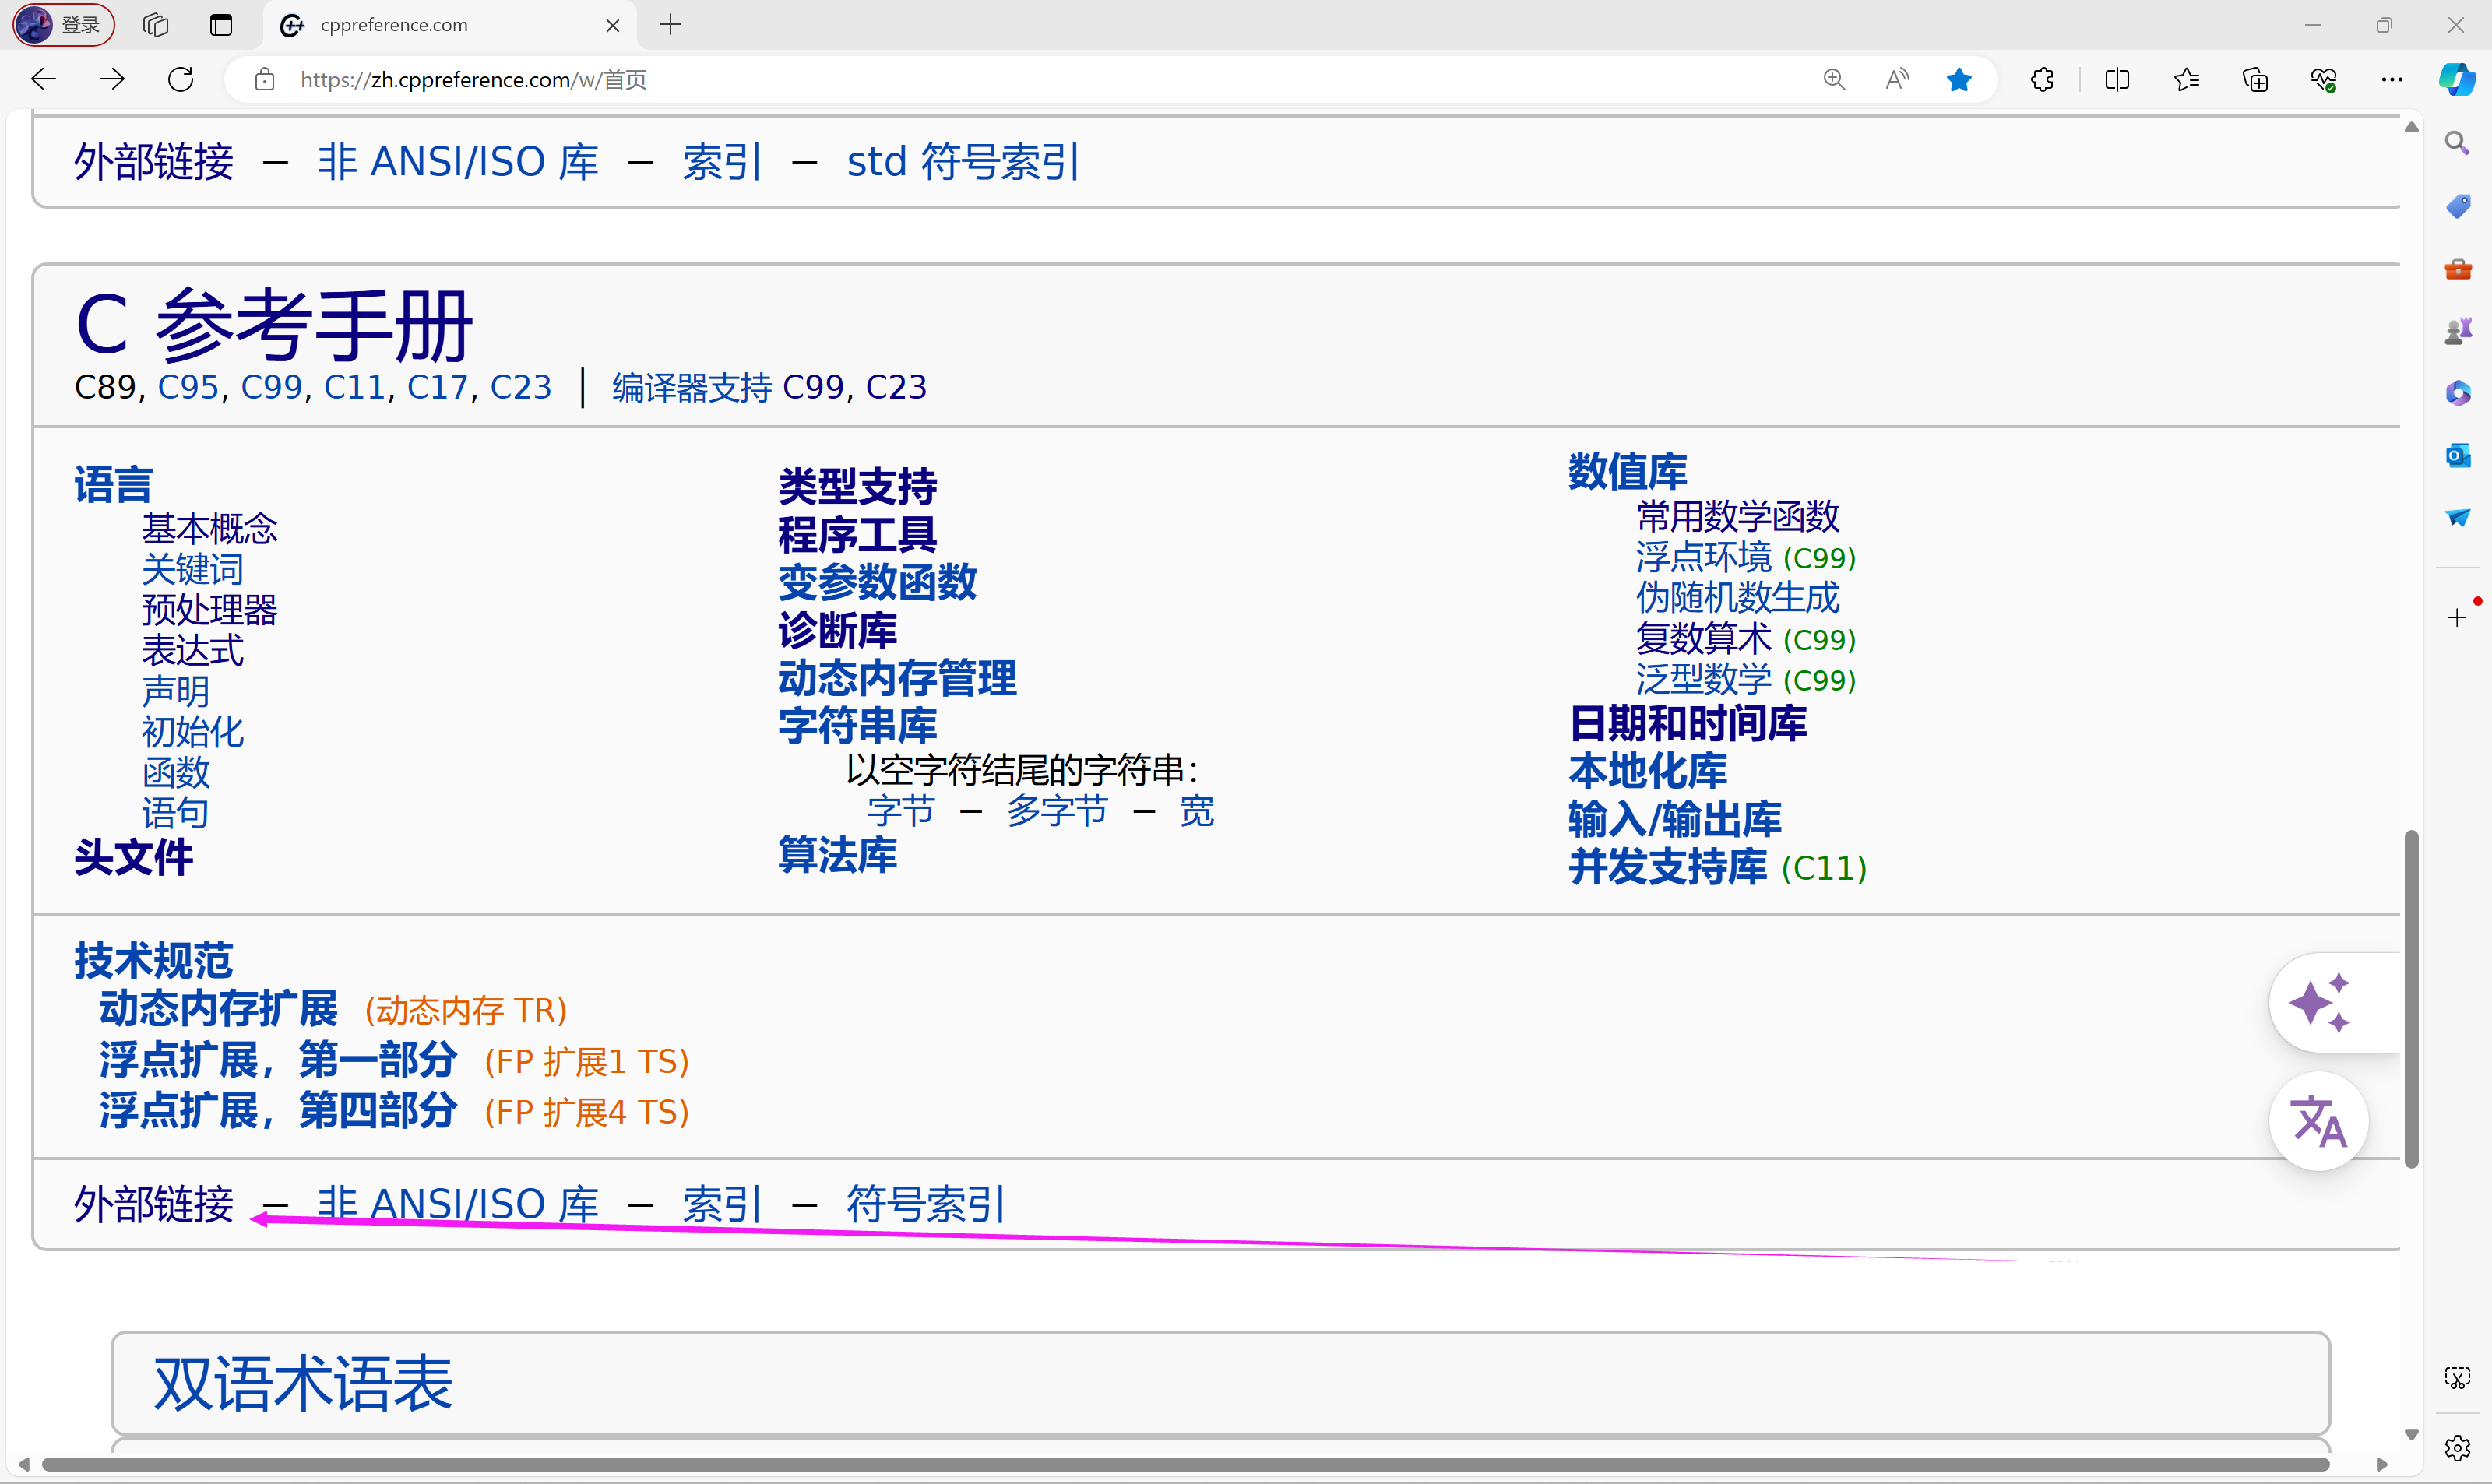 登录
cppreference.com
https://zh.cppreference.com/w/首页
外部链接 − 非 ANSI/ISO 库 − 索引 − std 符号索引
C 参考手册
C89, C95, C99, C11, C17, C23 │ 编译器支持 C99, C23
语言
基本概念
关键词
预处理器
表达式
声明
初始化
函数
语句
头文件
类型支持
程序工具
变参数函数
诊断库
动态内存管理
字符串库
以空字符结尾的字符串：
字节 − 多字节 − 宽
算法库
数值库
常用数学函数
浮点环境 (C99)
伪随机数生成
复数算术 (C99)
泛型数学 (C99)
日期和时间库
本地化库
输入/输出库
并发支持库 (C11)
技术规范
动态内存扩展 (动态内存 TR)
浮点扩展，第一部分 (FP 扩展1 TS)
浮点扩展，第四部分 (FP 扩展4 TS)
外部链接 − 非 ANSI/ISO 库 − 索引 − 符号索引
双语术语表